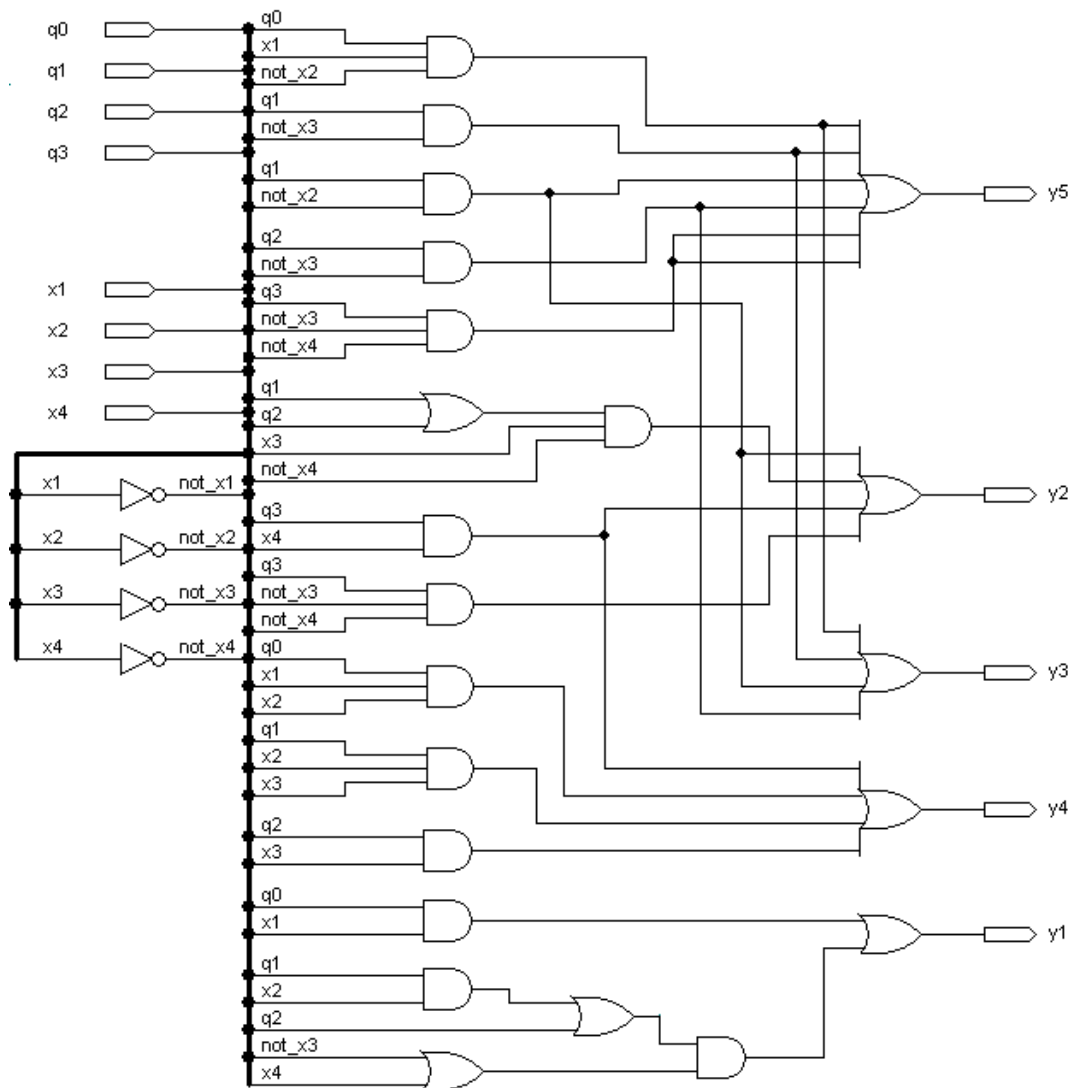 q0
q1
q2
q3
x1
x2
x3
x4
x1 not_x1
x2 not_x2
x3 not_x3
x4 not_x4
q0
x1
not_x2
q1
not_x3
q1
not_x2
q2
not_x3
q3
not_x3
not_x4
q1
q2
x3
not_x4
q3
x4
q3
not_x3
not_x4
q0
x1
x2
q1
x2
x3
q2
x3
q0
x1
q1
x2
q2
not_x3
x4
y5
y2
y3
y4
y1